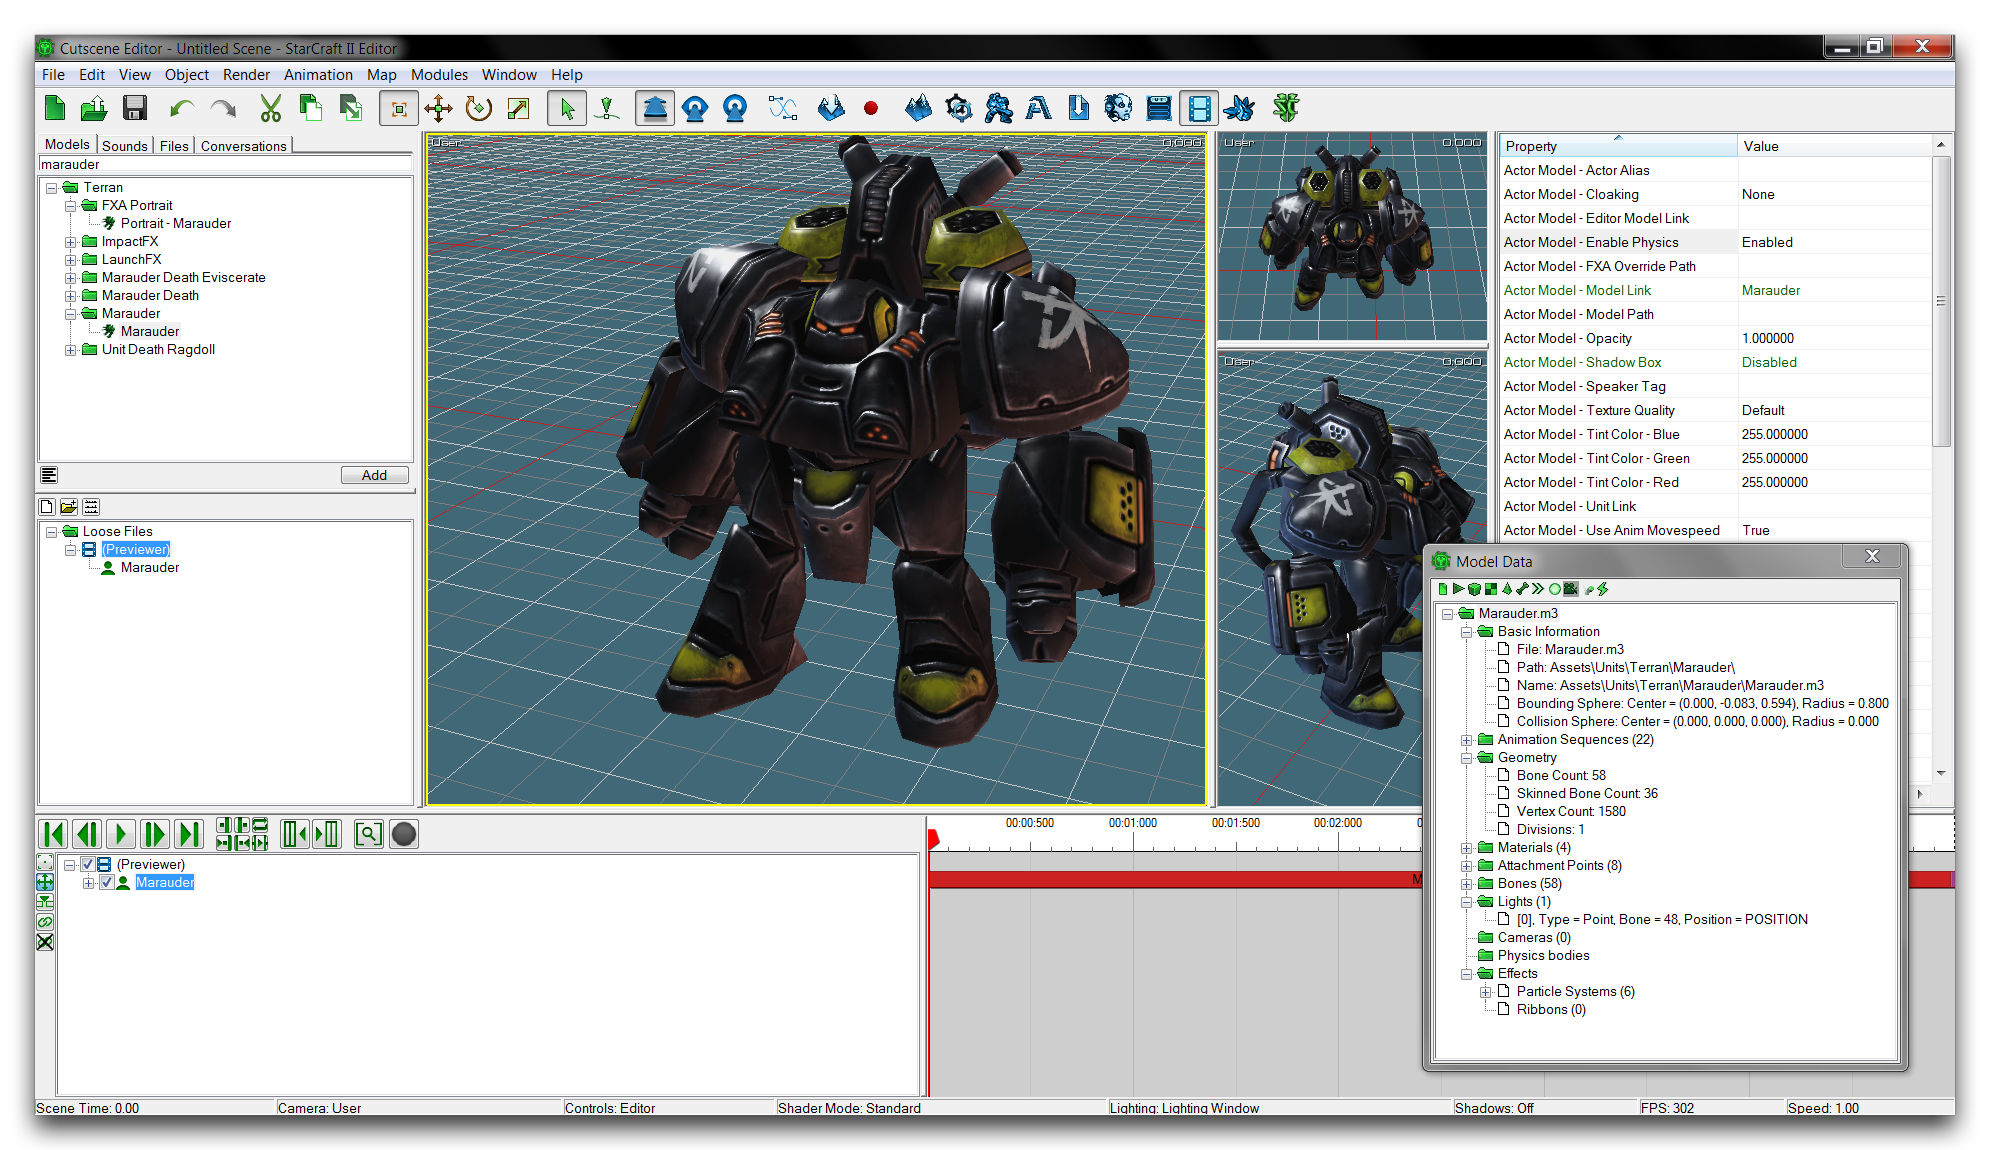 Cutscene Editor - Untitled Scene - StarCraft II Editor
File Edit View Object Render Animation Map Modules Window Help
Models Sounds Files Conversations
marauder
Terran
FXA Portrait
Portrait - Marauder
ImpactFX
LaunchFX
Marauder Death Eviscerate
Marauder Death
Marauder
Marauder
Unit Death Ragdoll
Add
Loose Files
(Previewer)
Marauder
User 0.000
User 0.000
User 0.000
Property Value
Actor Model - Actor Alias
Actor Model - Cloaking None
Actor Model - Editor Model Link
Actor Model - Enable Physics Enabled
Actor Model - FXA Override Path
Actor Model - Model Link Marauder
Actor Model - Model Path
Actor Model - Opacity 1.000000
Actor Model - Shadow Box Disabled
Actor Model - Speaker Tag
Actor Model - Texture Quality Default
Actor Model - Tint Color - Blue 255.000000
Actor Model - Tint Color - Green 255.000000
Actor Model - Tint Color - Red 255.000000
Actor Model - Unit Link
Actor Model - Use Anim Movespeed True
Model Data
Marauder.m3
Basic Information
File: Marauder.m3
Path: Assets\Units\Terran\Marauder\
Name: Assets\Units\Terran\Marauder\Marauder.m3
Bounding Sphere: Center = (0.000, -0.083, 0.594), Radius = 0.800
Collision Sphere: Center = (0.000, 0.000, 0.000), Radius = 0.000
Animation Sequences (22)
Geometry
Bone Count: 58
Skinned Bone Count: 36
Vertex Count: 1580
Divisions: 1
Materials (4)
Attachment Points (8)
Bones (58)
Lights (1)
[0], Type = Point, Bone = 48, Position = POSITION
Cameras (0)
Physics bodies
Effects
Particle Systems (6)
Ribbons (0)
00:00:500 00:01:000 00:01:500 00:02:000 0
M
(Previewer)
Marauder
Scene Time: 0.00 Camera: User Controls: Editor Shader Mode: Standard Lighting: Lighting Window Shadows: Off FPS: 302 Speed: 1.00